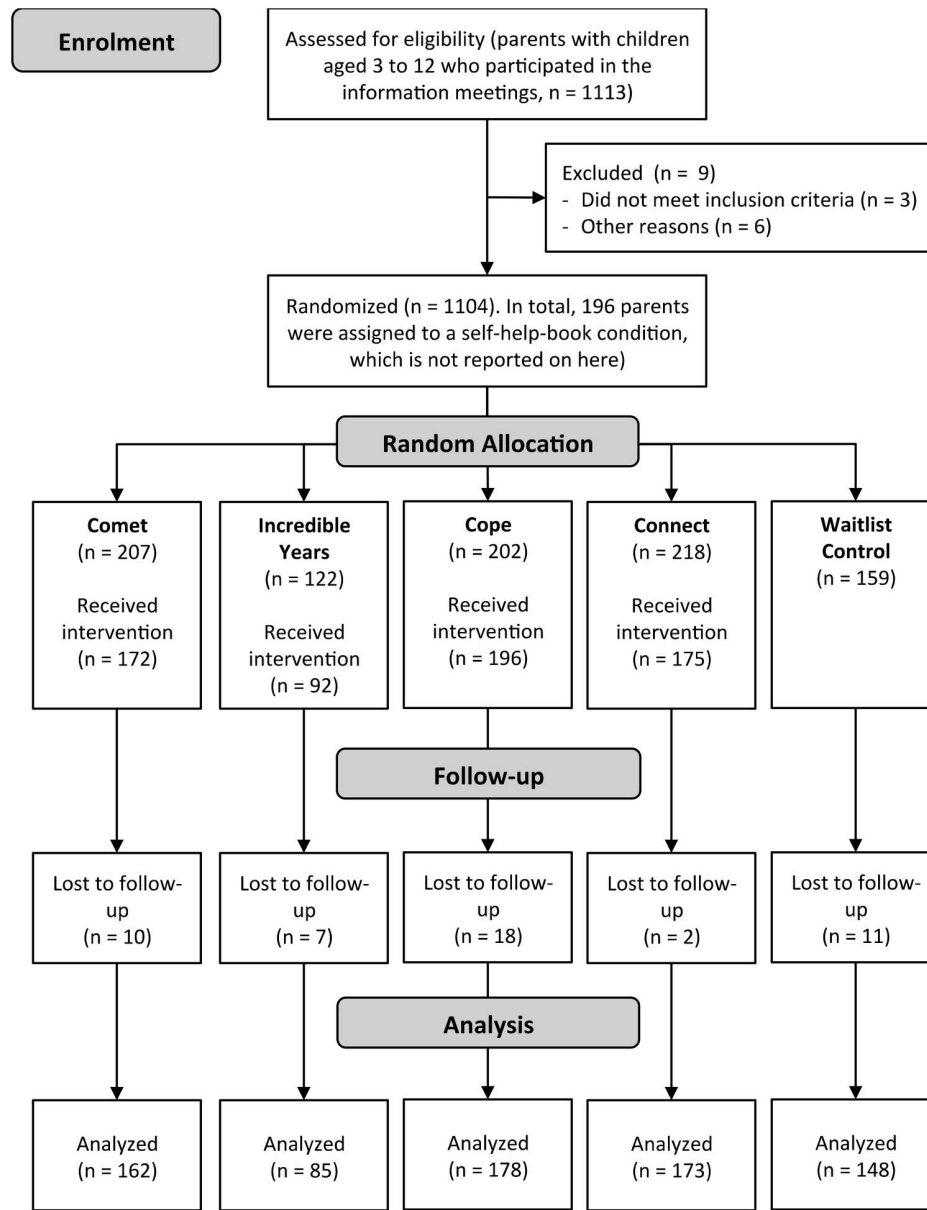 Enrolment
Assessed for eligibility (parents with children
aged 3 to 12 who participated in the
information meetings, n = 1113)
Excluded (n = 9)
- Did not meet inclusion criteria (n = 3)
- Other reasons (n = 6)
Randomized (n = 1104). In total, 196 parents
were assigned to a self-help-book condition,
which is not reported on here)
Random Allocation
Comet
(n = 207)
Received
intervention
(n = 172)
Incredible
Years
(n = 122)
Received
intervention
(n = 92)
Cope
(n = 202)
Received
intervention
(n = 196)
Connect
(n = 218)
Received
intervention
(n = 175)
Waitlist
Control
(n = 159)
Follow-up
Lost to follow-
up
(n = 10)
Lost to follow-
up
(n = 7)
Lost to follow-
up
(n = 18)
Lost to follow-
up
(n = 2)
Lost to follow-
up
(n = 11)
Analysis
Analyzed
(n = 162)
Analyzed
(n = 85)
Analyzed
(n = 178)
Analyzed
(n = 173)
Analyzed
(n = 148)